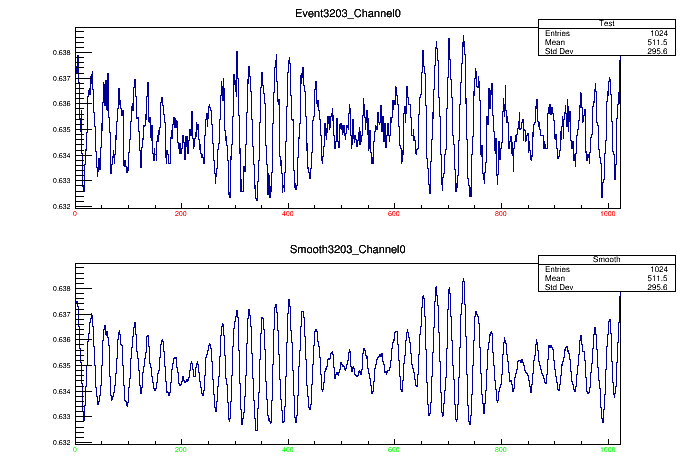 Event3203_Channel0
Test
Entries 1024
Mean 511.5
Std Dev 295.6
0.638
0.637
0.636
0.635
0.634
0.633
0.632
0 200 400 600 800 1000
Smooth3203_Channel0
Smooth
Entries 1024
Mean 511.5
Std Dev 295.6
0.638
0.637
0.636
0.635
0.634
0.633
0.632
0 200 400 600 800 1000